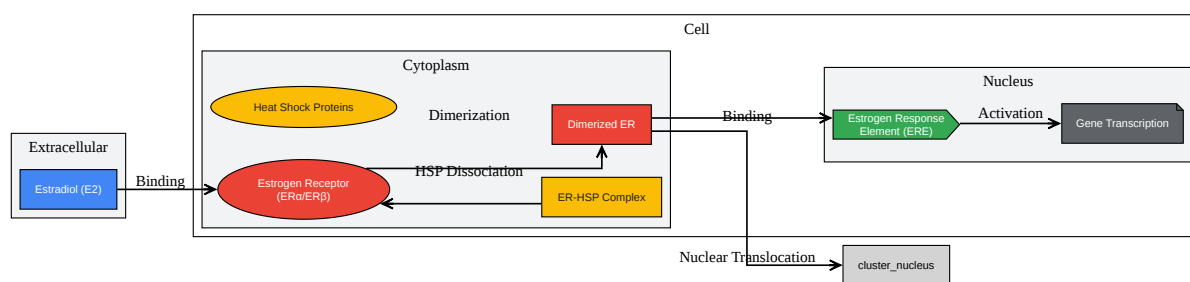 Cell
Cytoplasm
Nucleus
Heat Shock Proteins
Dimerization
Dimerized ER
Binding
Estrogen Response
Element (ERE)
Activation
Gene Transcription
Extracellular
Estradiol (E2)
Binding
Estrogen Receptor
(ERα/ERβ)
HSP Dissociation
ER-HSP Complex
Nuclear Translocation
cluster_nucleus